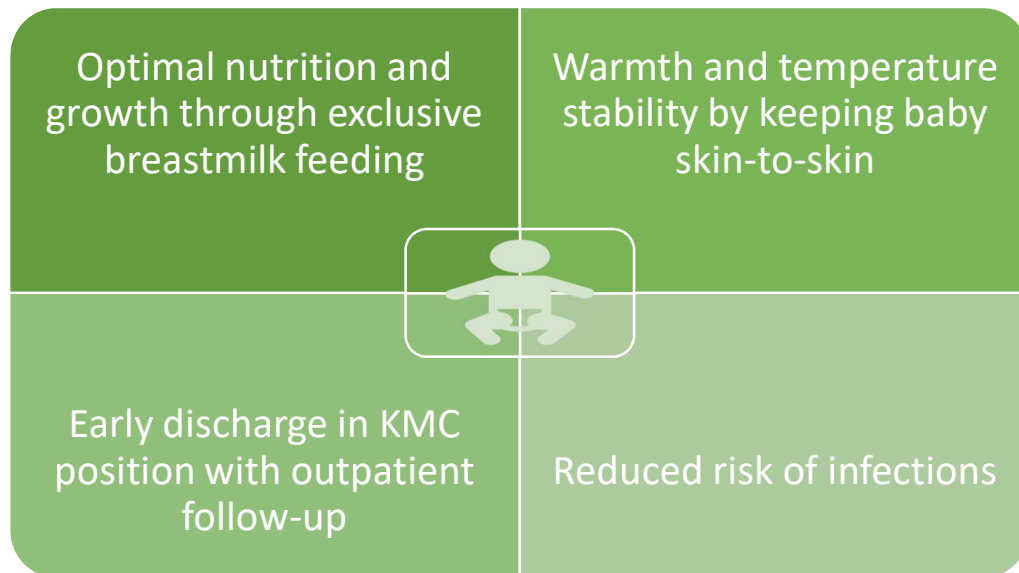 Optimal nutrition and
growth through exclusive
breastmilk feeding
Warmth and temperature
stability by keeping baby
skin-to-skin
Early discharge in KMC
position with outpatient
follow-up
Reduced risk of infections